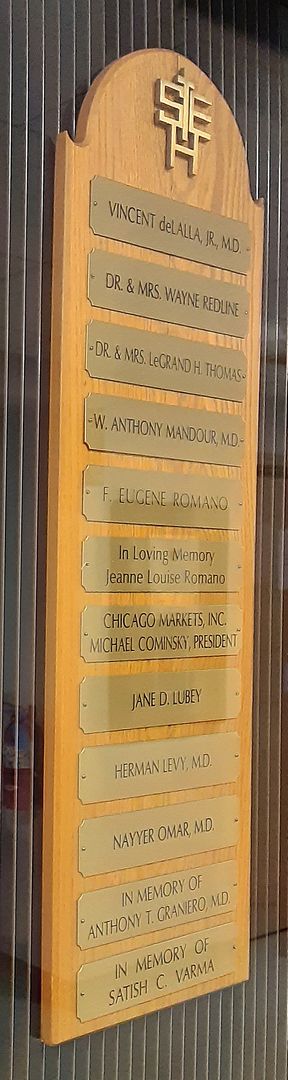 SEH
VINCENT deLALLA, JR., M.D.
DR. & MRS. WAYNE REDLINE
DR. & MRS. LeGRAND H. THOMAS
W. ANTHONY MANDOUR, M.D.
F. EUGENE ROMANO
In Loving Memory
Jeanne Louise Romano
CHICAGO MARKETS, INC.
MICHAEL COMINSKY, PRESIDENT
JANE D. LUBEY
HERMAN LEVY, M.D.
NAYYER OMAR, M.D.
IN MEMORY OF
ANTHONY T. GRANIERO, M.D.
IN MEMORY OF
SATISH C. VARMA